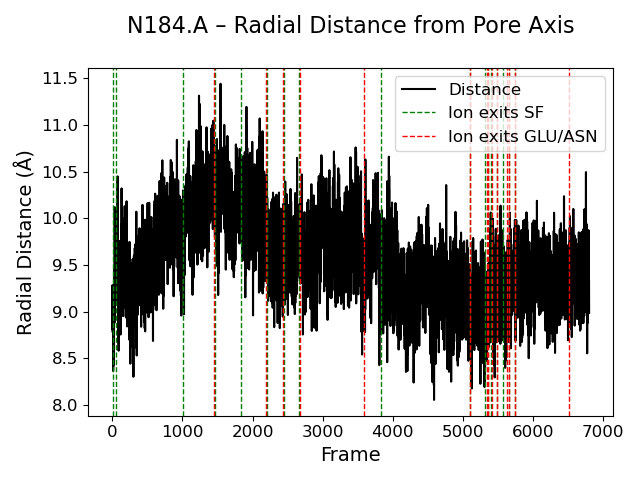 N184.A – Radial Distance from Pore Axis
Distance
Ion exits SF
Ion exits GLU/ASN
Radial Distance (Å)
11.5
11.0
10.5
10.0
9.5
9.0
8.5
8.0
0 1000 2000 3000 4000 5000 6000 7000
Frame